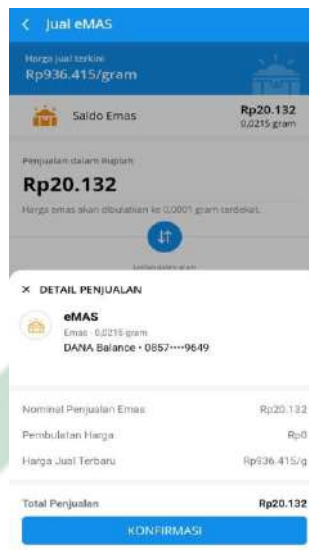 Jual eMAS
Harga jual terkini
Rp936.415/gram
Saldo Emas
Rp20.132
0,0215 gram
Penjualan dalam Rupiah
Rp20.132
Harga emas akan dibulatkan ke 0,0001 gram terdekat.
× DETAIL PENJUALAN
eMAS
Emas - 0,0215 gram
DANA Balance • 0857••••9649
Nominal Penjualan Emas Rp20.132
Pembulatan Harga Rp0
Harga Jual Terbaru Rp936.415/g
Total Penjualan Rp20.132
KONFIRMASI